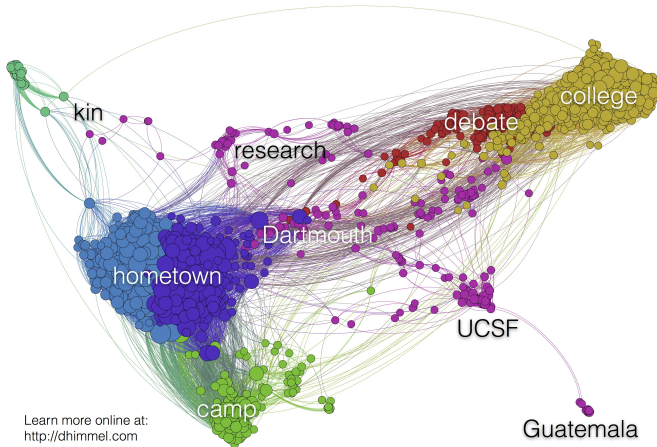 college
kin
debate
research
Dartmouth
hometown
UCSF
camp
Learn more online at:
http://dhimmel.com
Guatemala